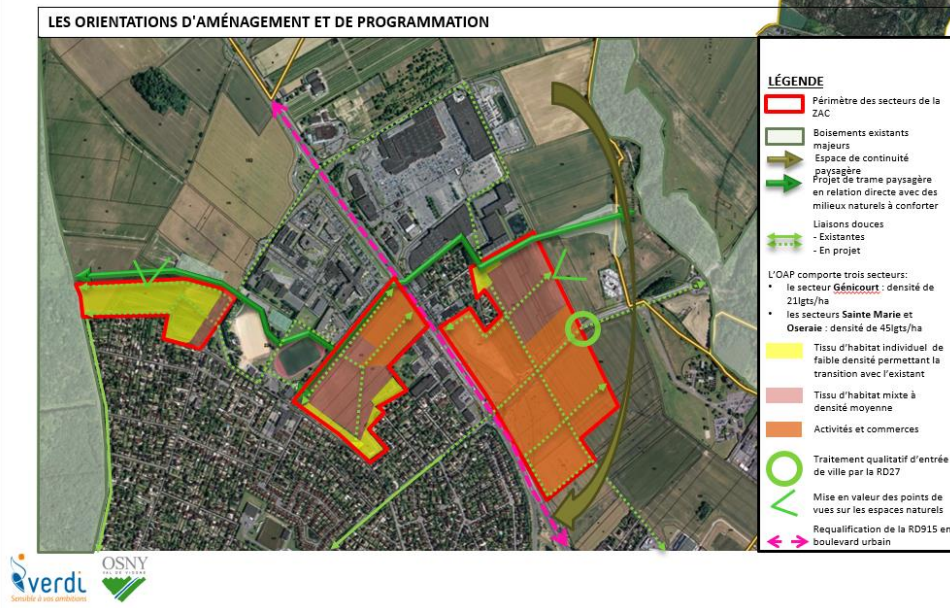 LES ORIENTATIONS D'AMÉNAGEMENT ET DE PROGRAMMATION
LÉGENDE
Périmètre des secteurs de la
ZAC
Boisements existants
majeurs
Espace de continuité
paysagère
Projet de trame paysagère
en relation directe avec des
milieux naturels à conforter
Liaisons douces
- Existantes
- En projet
L'OAP comporte trois secteurs:
• le secteur Génicourt : densité de
21lgts/ha
• les secteurs Sainte Marie et
Oseraie : densité de 45lgts/ha
Tissu d'habitat individuel de
faible densité permettant la
transition avec l'existant
Tissu d'habitat mixte à
densité moyenne
Activités et commerces
Traitement qualitatif d'entrée
de ville par la RD27
Mise en valeur des points de
vues sur les espaces naturels
Requalification de la RD915 en
boulevard urbain
verdi
Sensible à vos ambitions
OSNY
VAL DE VIOSNE